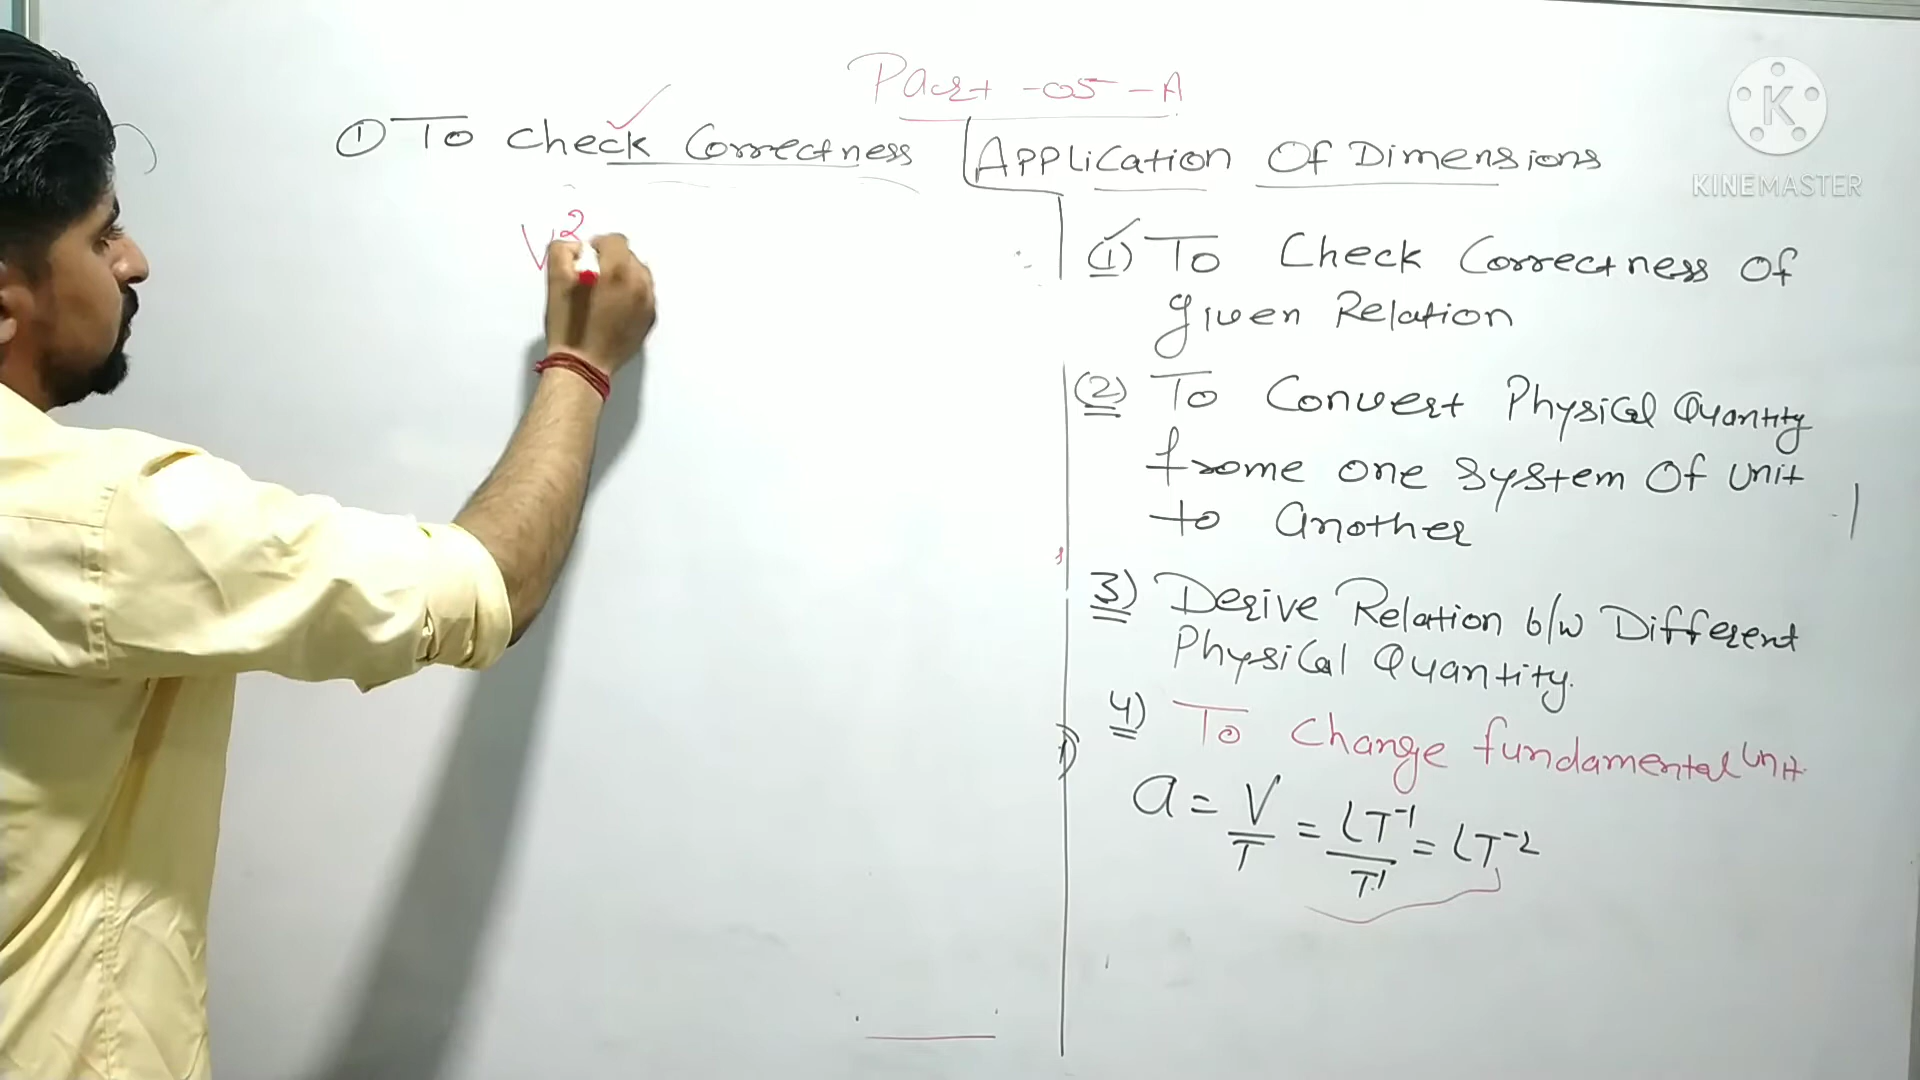 Part -05-A
① To Check Correctness
Application Of Dimensions
V²
(1) To Check Correctness Of
given Relation
(2) To Convert Physical Quantity
frome one system Of Unit
to another
3) Derive Relation b/w Different
Physical Quantity.
4) To Change fundamental Unit
a = V/T = LT⁻¹/T¹ = LT⁻²
KINEMASTER